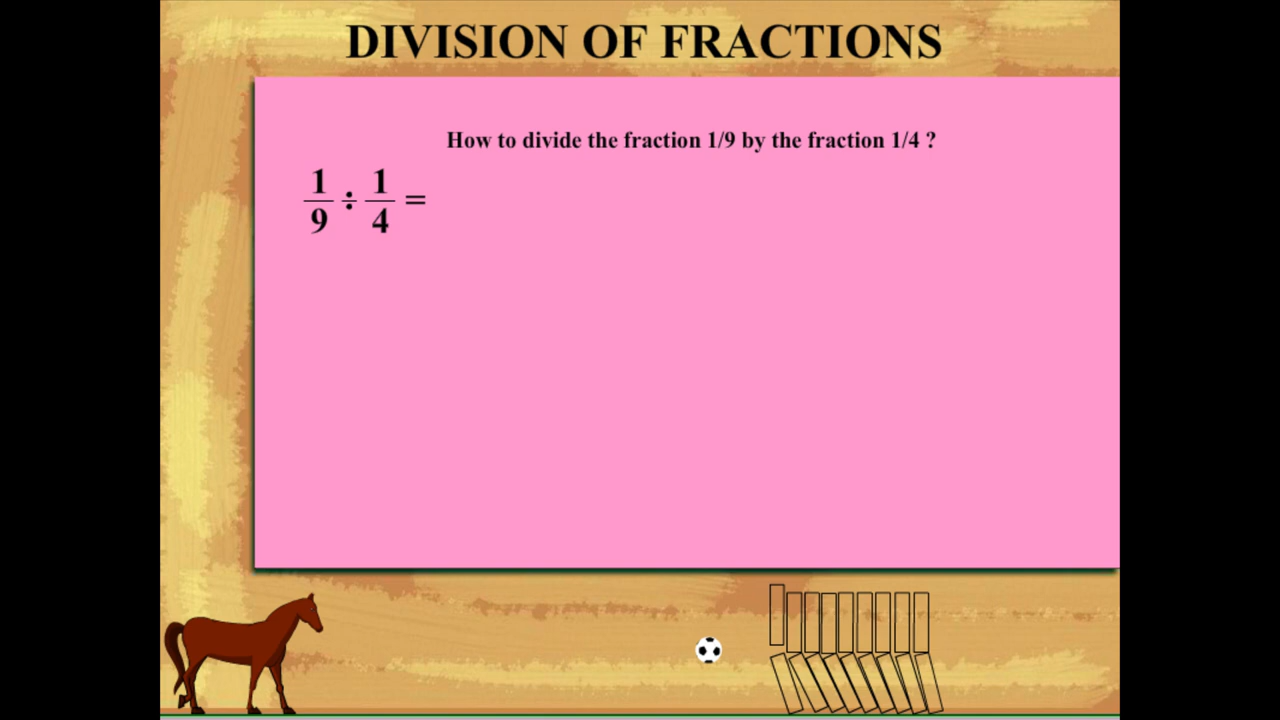 DIVISION OF FRACTIONS
How to divide the fraction 1/9 by the fraction 1/4 ?
1/9 ÷ 1/4 =